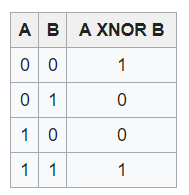 A B A XNOR B
0 0 1
0 1 0
1 0 0
1 1 1